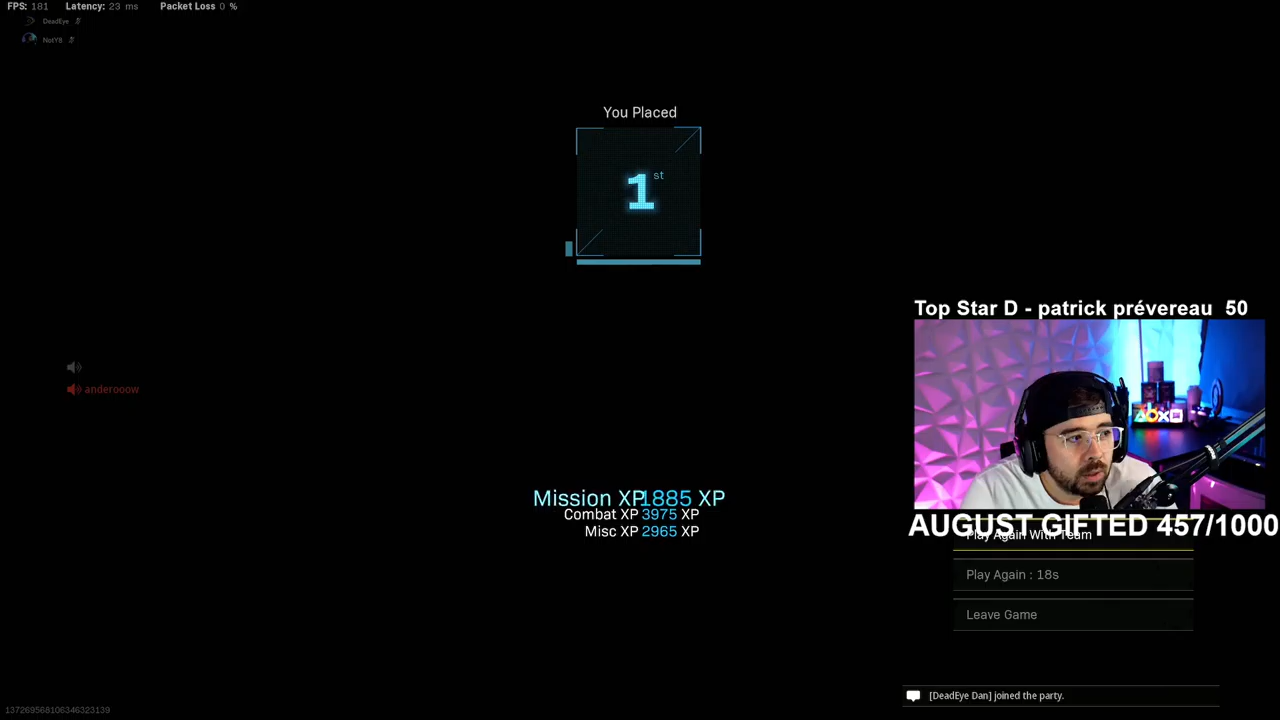 FPS: 181 Latency: 23 ms Packet Loss 0 %
DeadEye
NotYB
You Placed
1st
anderooow
Top Star D - patrick prévereau 50
Mission XP 1885 XP
Combat XP 3975 XP
Misc XP 2965 XP
AUGUST GIFTED 457/1000
Play Again With Team
Play Again : 18s
Leave Game
[DeadEye Dan] joined the party.
137269568106346323139